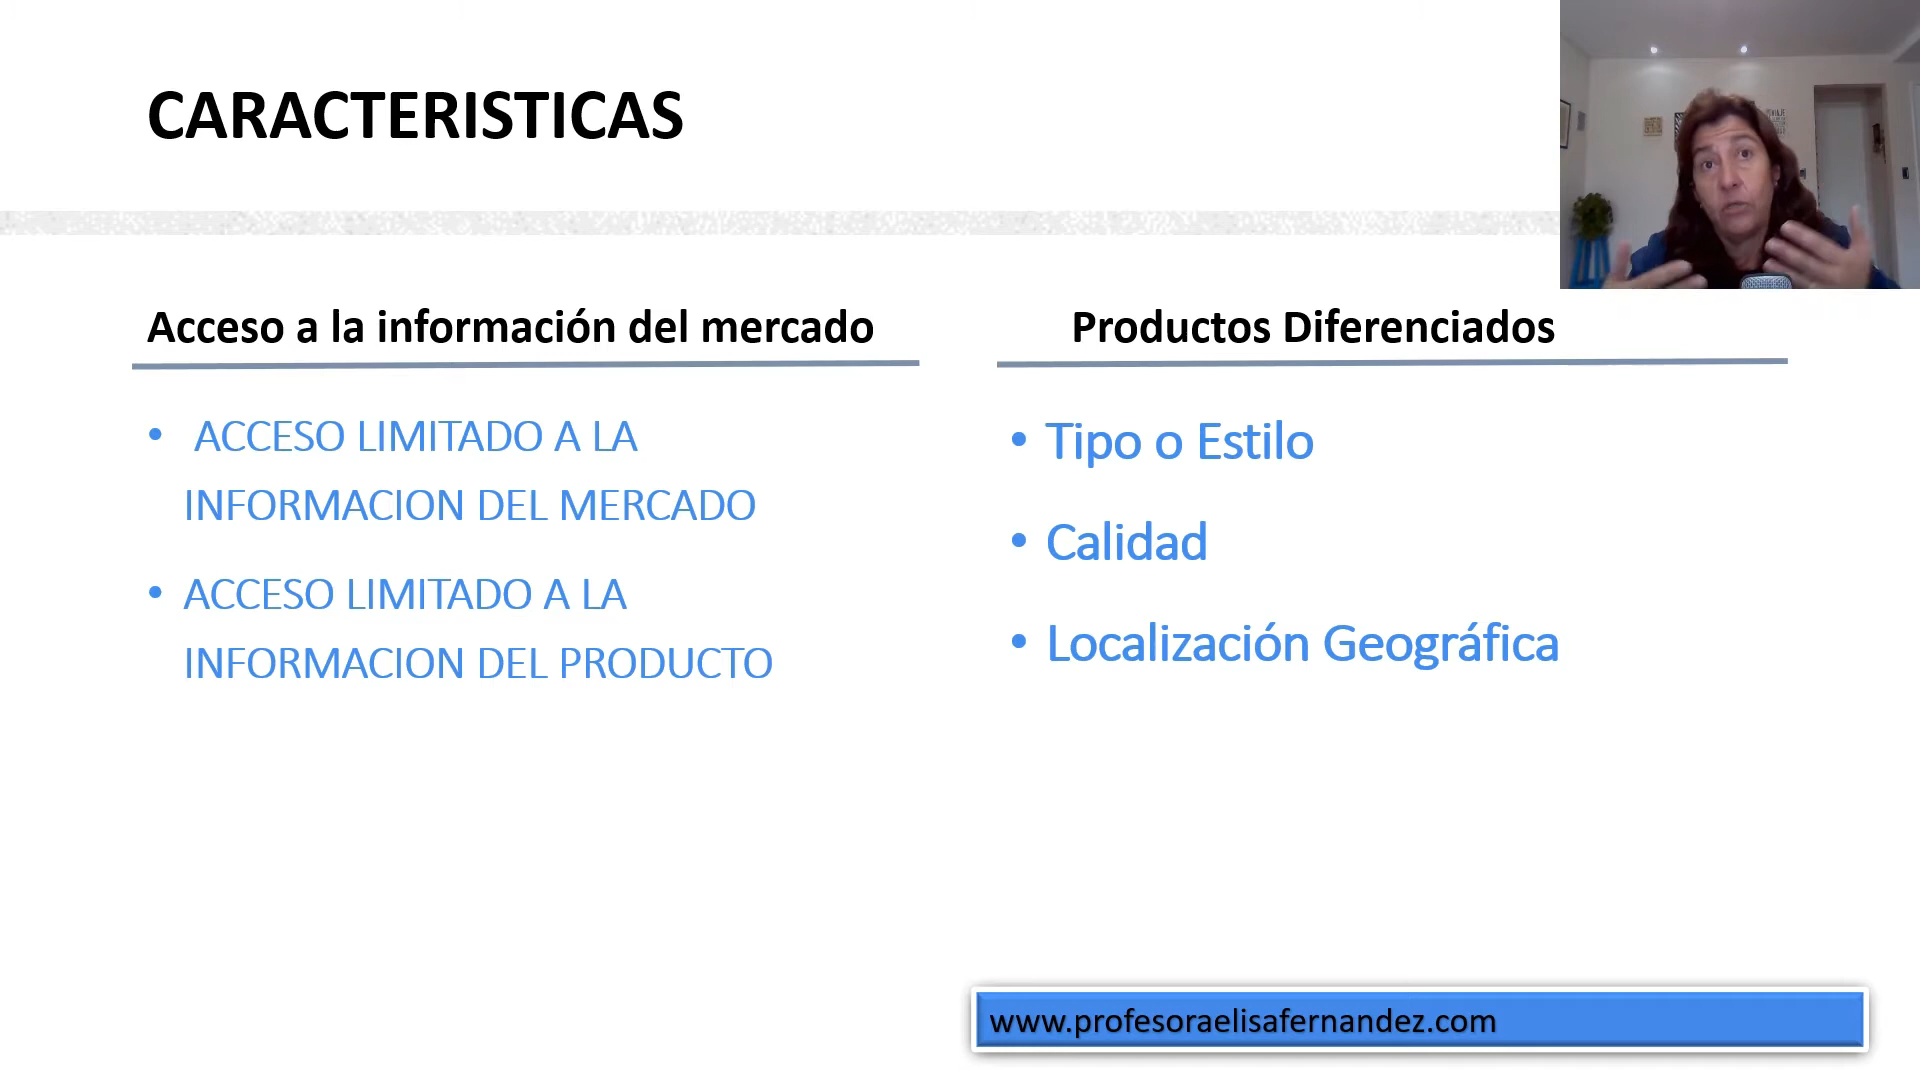 CARACTERISTICAS
Acceso a la información del mercado
• ACCESO LIMITADO A LA
INFORMACION DEL MERCADO
• ACCESO LIMITADO A LA
INFORMACION DEL PRODUCTO
Productos Diferenciados
• Tipo o Estilo
• Calidad
• Localización Geográfica
www.profesoraelisafernandez.com